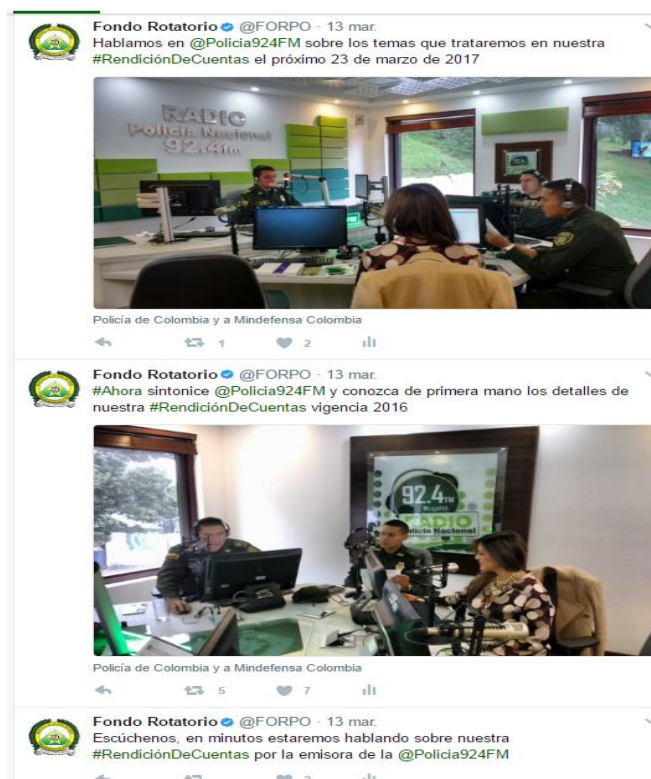 Fondo Rotatorio @FORPO · 13 mar.
Hablamos en @Policia924FM sobre los temas que trataremos en nuestra
#RendiciónDeCuentas el próximo 23 de marzo de 2017
RADIO
Policía Nacional
92.4fm
Policía de Colombia y a Mindefensa Colombia
1
2
Fondo Rotatorio @FORPO · 13 mar.
#Ahora sintonice @Policia924FM y conozca de primera mano los detalles de
nuestra #RendiciónDeCuentas vigencia 2016
92.4FM
Bogotá
RADIO
Policía Nacional
Policía de Colombia y a Mindefensa Colombia
5
7
Fondo Rotatorio @FORPO · 13 mar.
Escúchenos, en minutos estaremos hablando sobre nuestra
#RendiciónDeCuentas por la emisora de la @Policia924FM